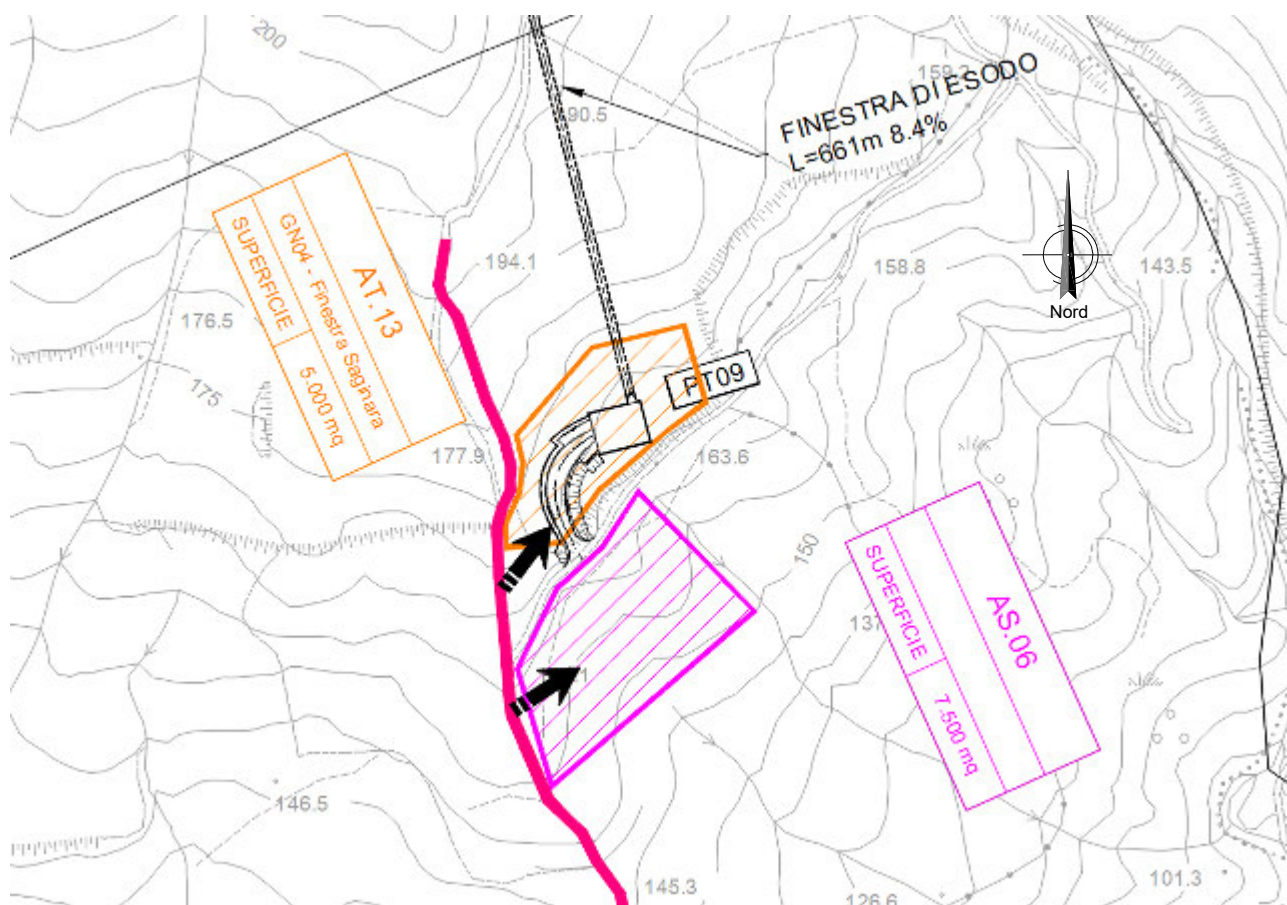 200
159.2
FINESTRA DI ESODO
L=661m 8.4%
190.5
194.1
158.8
143.5
Nord
AT.13
GN04 - Finestra Saginara
SUPERFICIE
5.000 mq
176.5
175
177.9
PT09
163.6
150
AS.06
SUPERFICIE
7.500 mq
146.5
145.3
126.6
101.3